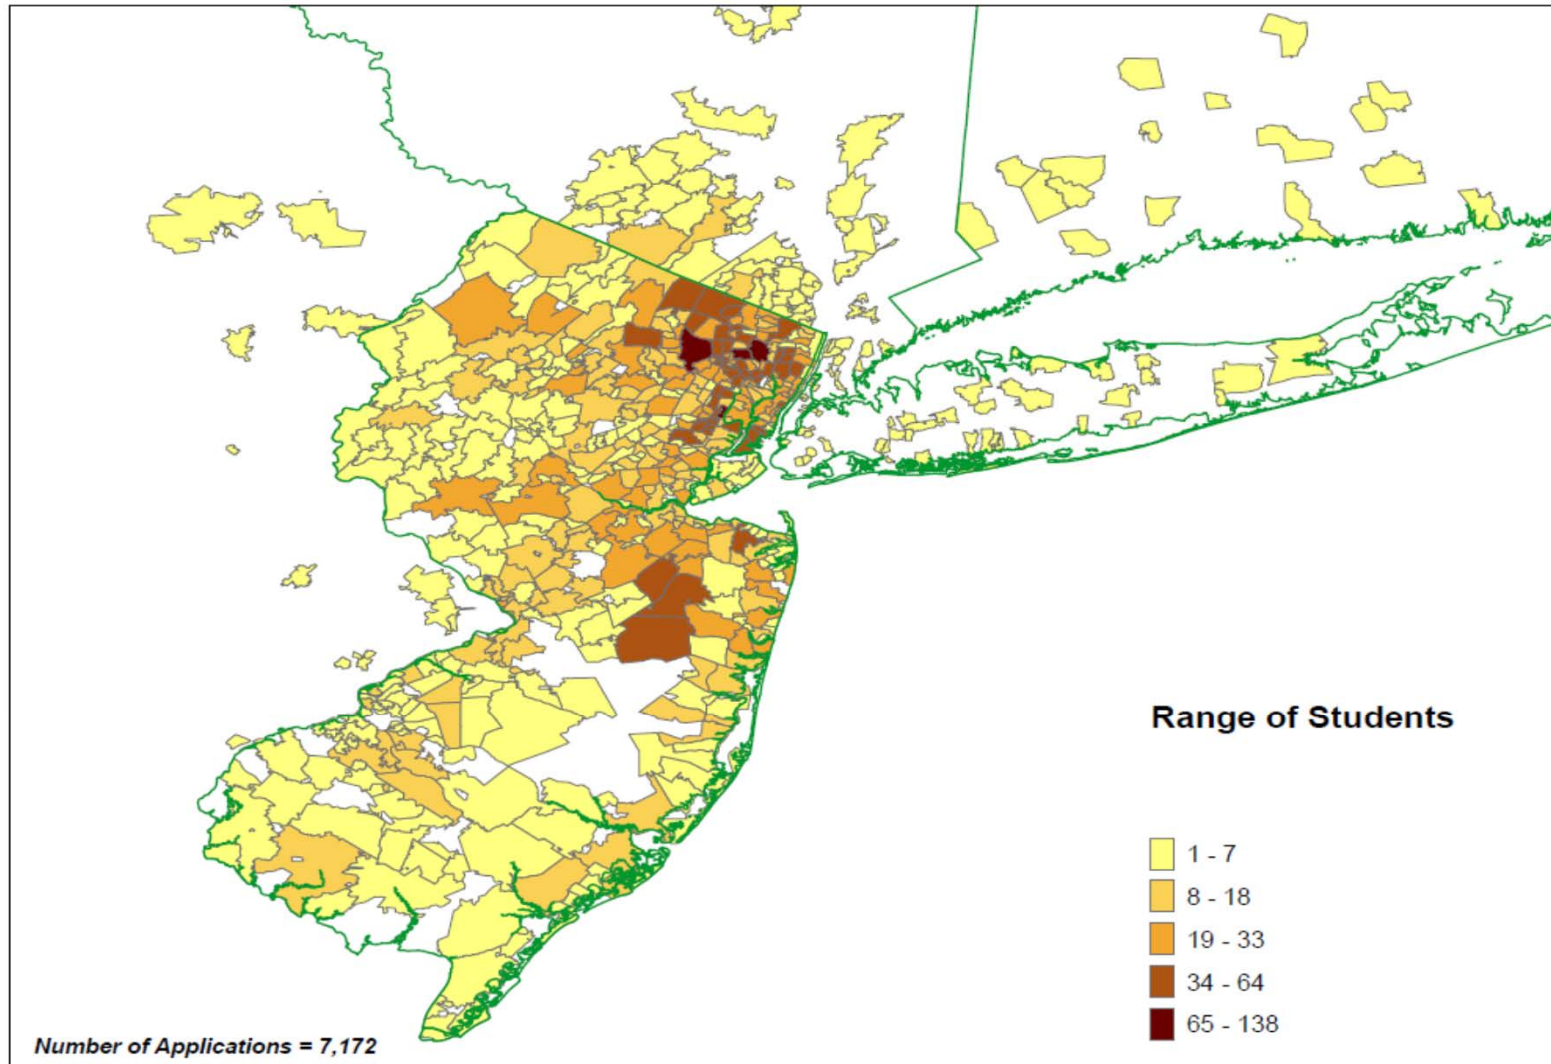 Range of Students
1 - 7
8 - 18
19 - 33
34 - 64
65 - 138
Number of Applications = 7,172